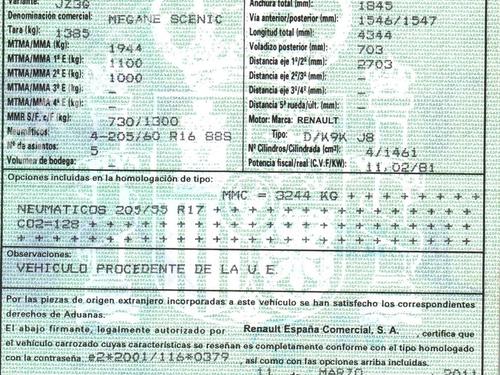 Variante: JZ3G
Denominación comercial: MEGANE SCENIC
Tara (kg): 1385
MTMA/MMA (Kg): 1944
MTMA/MMA 1º E (kg): 1100
MTMA/MMA 2º E (kg): 1000
MTMA/MMA 3º E (kg): –
MTMA/MMA 4º E (kg): –
MMR S/F. c/F (kg): 730/1300
Neumáticos: 4-205/60 R16 88S
Nº de asientos: 5
Volumen de bodega: –
Anchura total (mm): 1845
Vía anterior/posterior (mm): 1546/1547
Longitud total (mm): 4344
Voladizo posterior (mm): 703
Distancia eje 1º/2º (mm): 2703
Distancia eje 2º/3º (mm): –
Distancia eje 3º/4º (mm): –
Distancia 5ª rueda/últ. (mm): –
Motor: Marca: RENAULT
Tipo: D/K9K J8
Nº Cilindros/Cilindrada (cm³): 4/1461
Potencia fiscal/real (C.V.F/KW): 11,02/81
Opciones incluidas en la homologación de tipo:
MMC = 3244 KG + + + + + + + + +
NEUMATICOS 205/55 R17 + + + + + + + + + + + + + + +
CO2=128 + + + + + + + + + + + + + + + + + + + + +
+ + + + + + + + + + + + + + + + + + + + + + + + + +
Observaciones:
VEHICULO PROCEDENTE DE LA U.E.
Por las piezas de origen extranjero incorporadas a este vehículo se han satisfecho los correspondientes
derechos de Aduanas.
El abajo firmante, legalmente autorizado por Renault España Comercial, S. A. , certifica que
el vehículo carrozado cuyas características se reseñan es completamente conforme con el tipo homologado
con la contraseña e2*2001/116*0379 , así como con las opciones arriba incluidas.
11 MARZO 2011